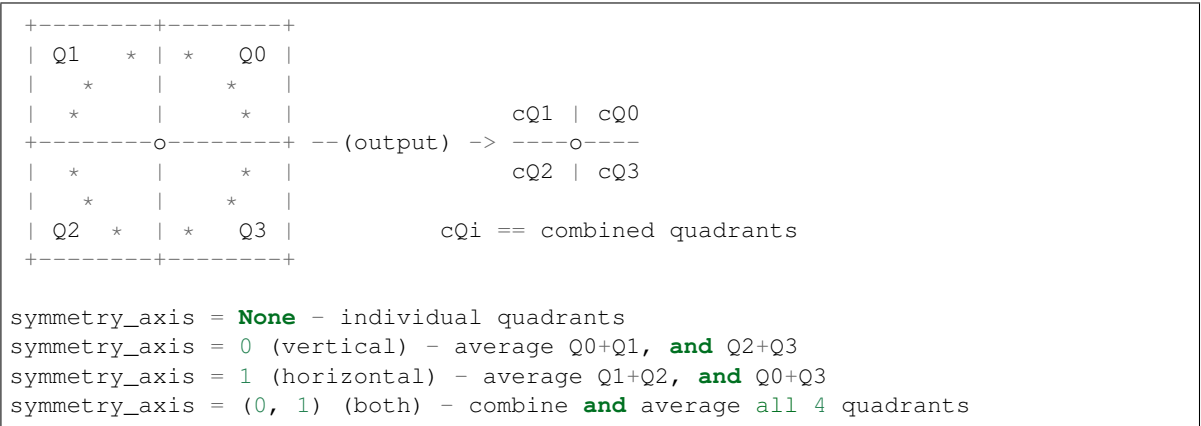 +--------+--------+
| Q1   * | *   Q0 |
|   *    |    *   |
|  *     |     *  |               cQ1 | cQ0
+--------o--------+ --(output) -> ----o----
|  *     |     *  |               cQ2 | cQ3
|   *    |    *   |
| Q2  *  | *   Q3 |          cQi == combined quadrants
+--------+--------+
symmetry_axis = None - individual quadrants
symmetry_axis = 0 (vertical) - average Q0+Q1, and Q2+Q3
symmetry_axis = 1 (horizontal) - average Q1+Q2, and Q0+Q3
symmetry_axis = (0, 1) (both) - combine and average all 4 quadrants